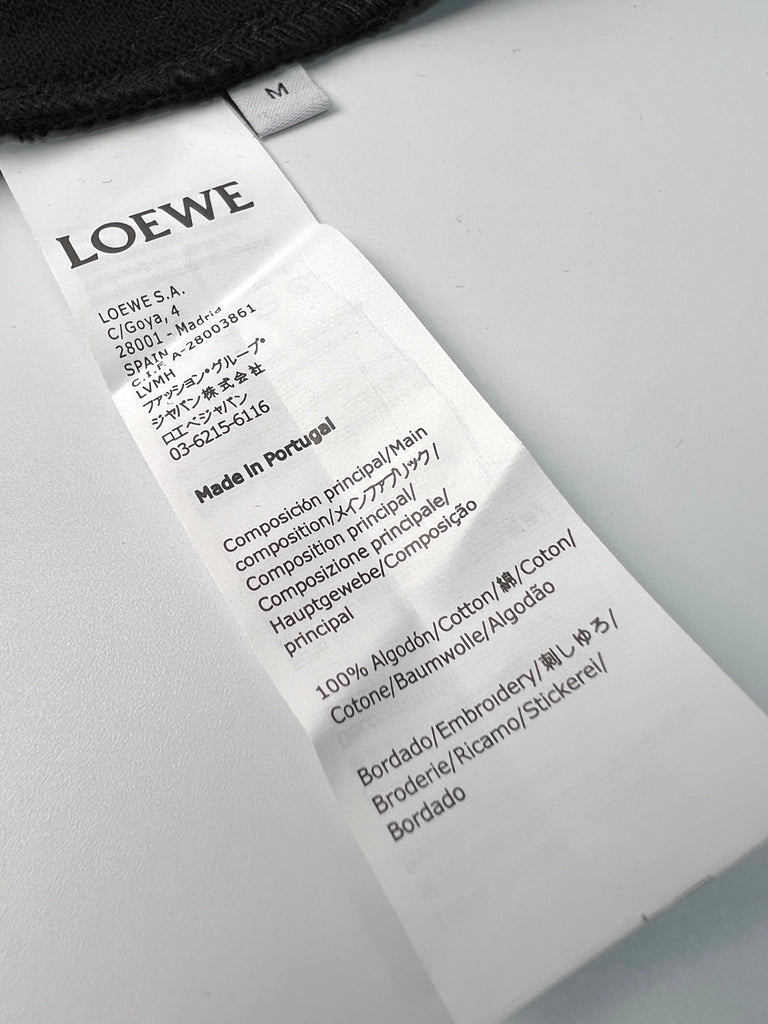 M
LOEWE
LOEWE S.A.
C/Goya, 4
28001 - Madrid
SPAIN
C.I.F. A-28003861
LVMH
ファッション・グループ・
ジャパン株式会社
ロエベジャパン
03-6215-6116
Made in Portugal
Composición principal/Main
composition/メインファブリック/
Composition principal/
Composizione principale/
Hauptgewebe/Composição
principal
100% Algodón/Cotton/綿/Coton/
Cotone/Baumwolle/Algodão
Bordado/Embroidery/刺しゅう/
Broderie/Ricamo/Stickerei/
Bordado